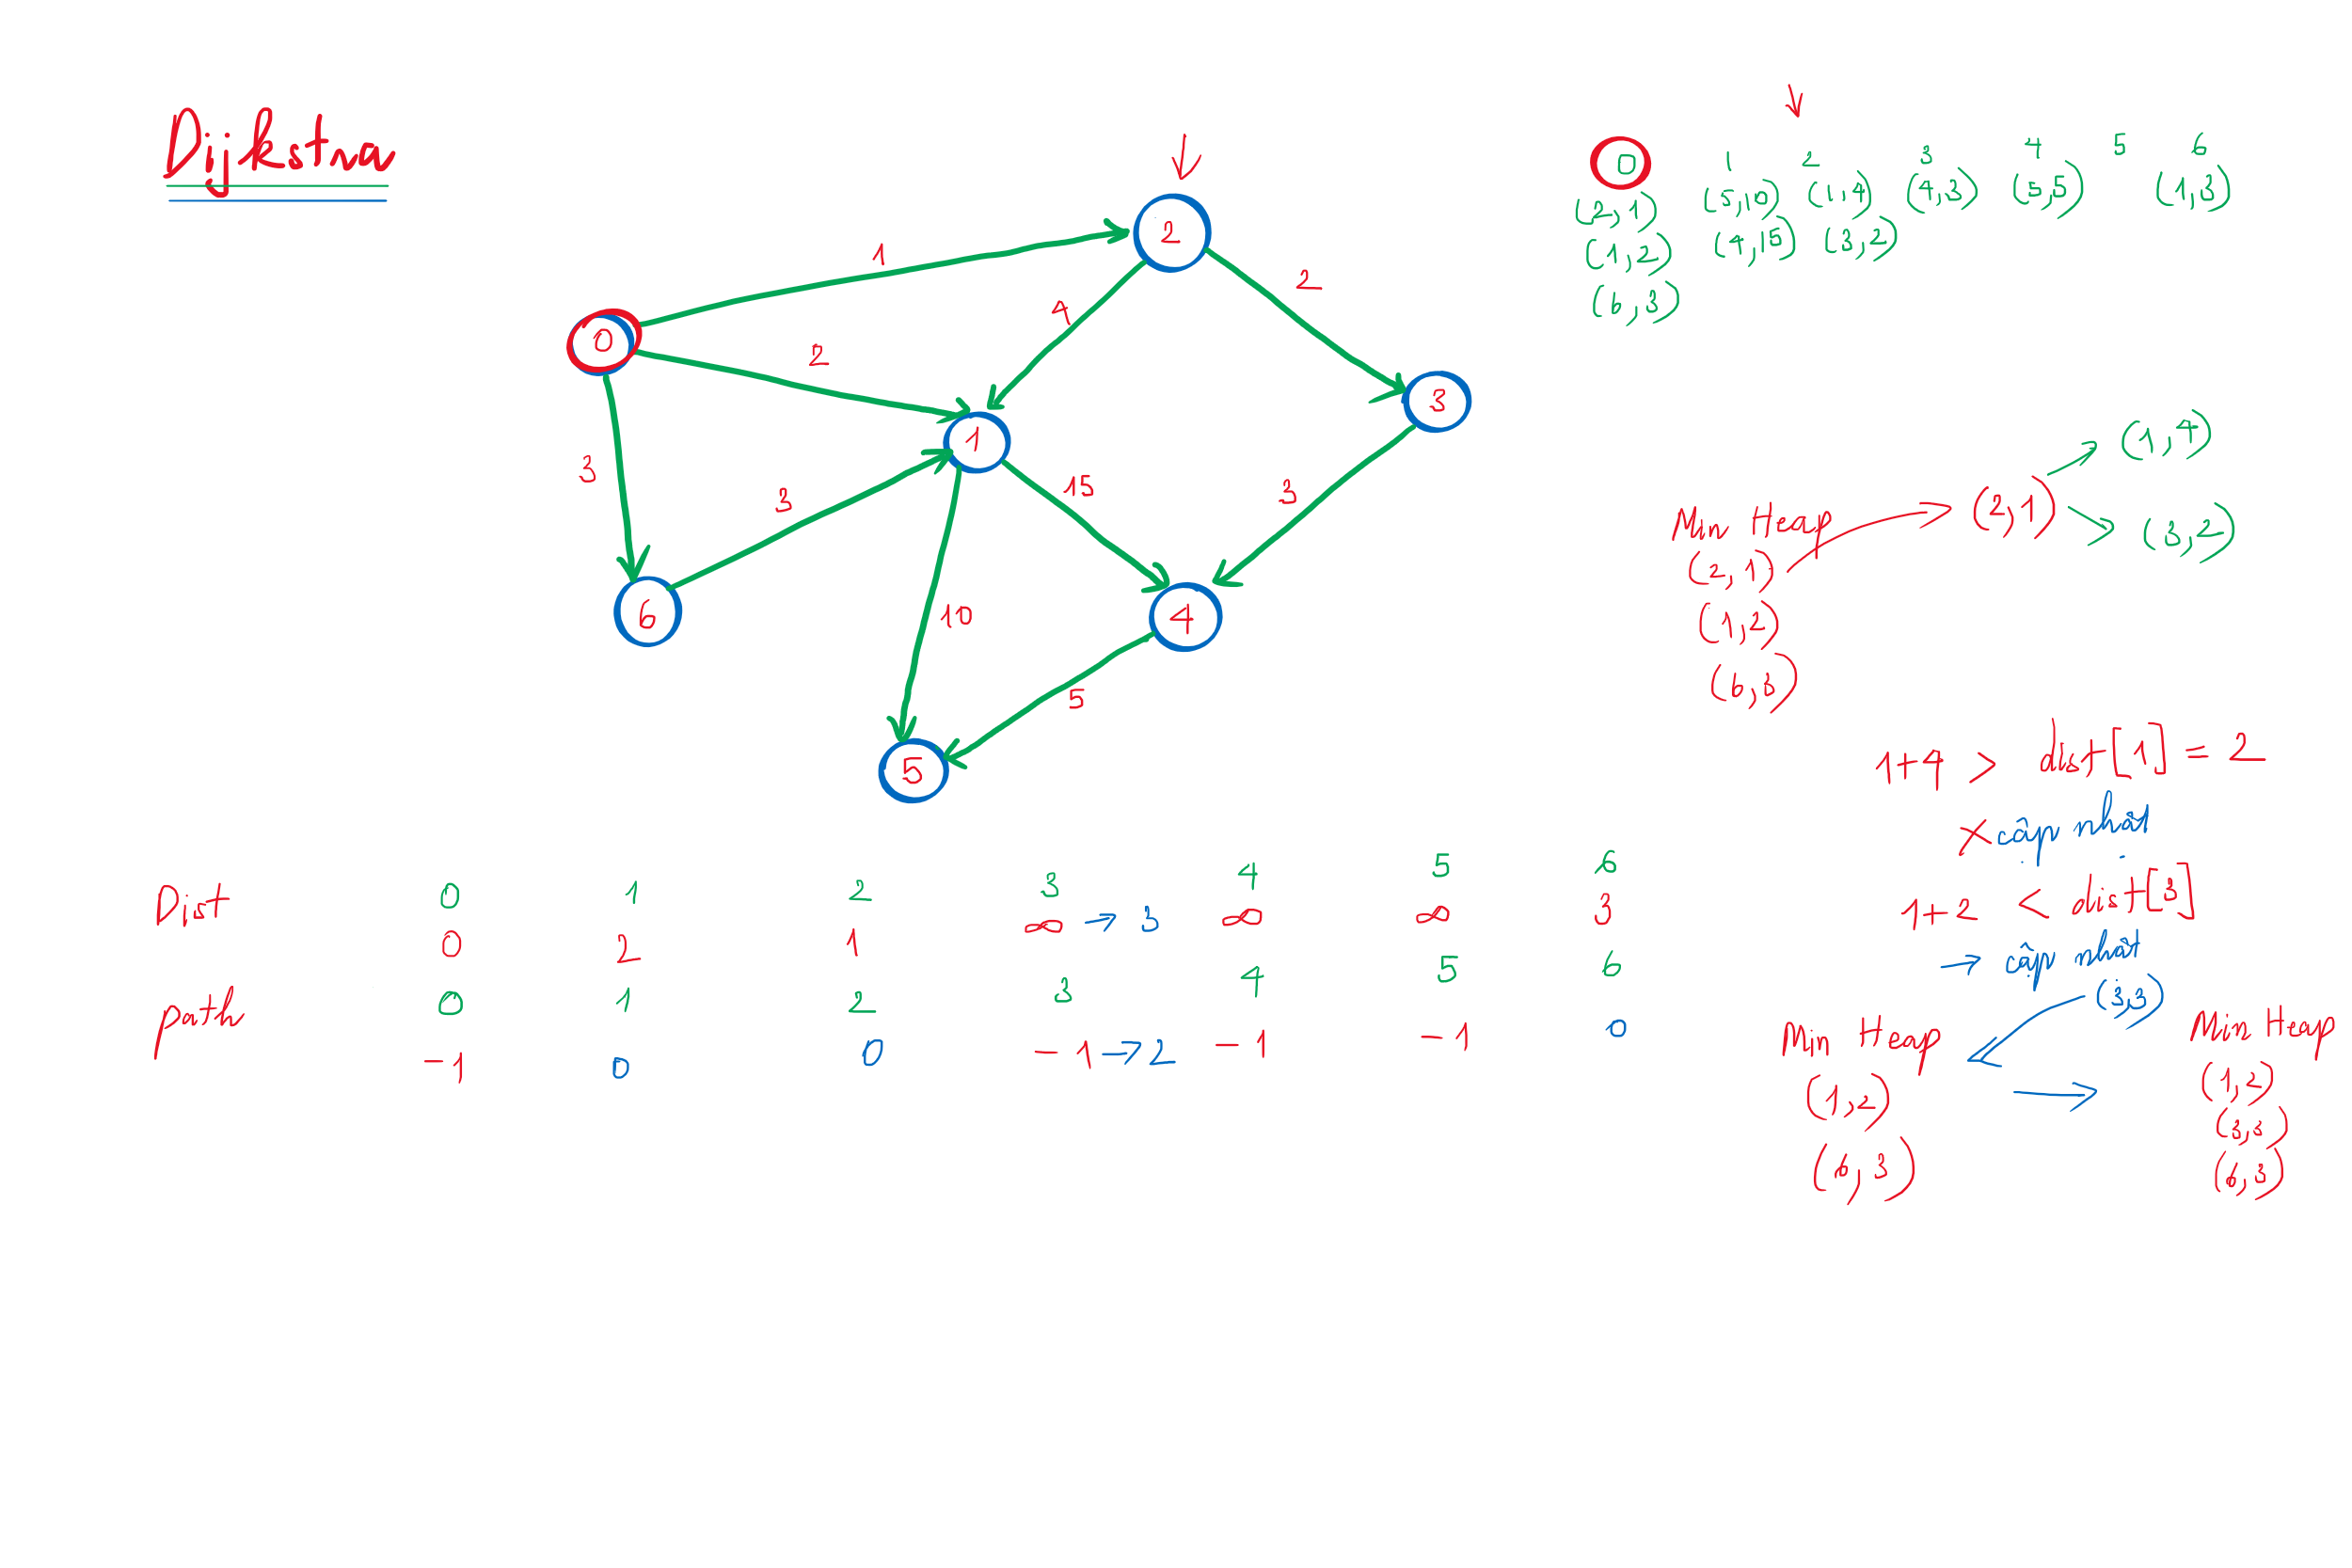 Dijkstra
0 1 2 3 4 5 6
(2,1) (5,10) (1,4) (4,3) (5,5) (1,3)
(1,2) (4,15) (3,2)
(6,3)
2
1
4
2
0
2
3
1
3
3
15
3
6
10
4
5
5
Min Heap
(2,1)
(1,2)
(6,3)
(2,1)
(1,4)
(3,2)
1+4 > dist[1] = 2
X cập nhật
1+2 < dist[3]
→ cập nhật
(3,3)
Dist 0 1 2 3 4 5 6
0 2 1 ∞ → 3 ∞ ∞ 3
path 0 1 2 3 4 5 6
-1 0 0 -1 → 2 -1 -1 0
Min Heap
(1,2)
(6,3)
Min Heap
(1,2)
(3,3)
(6,3)